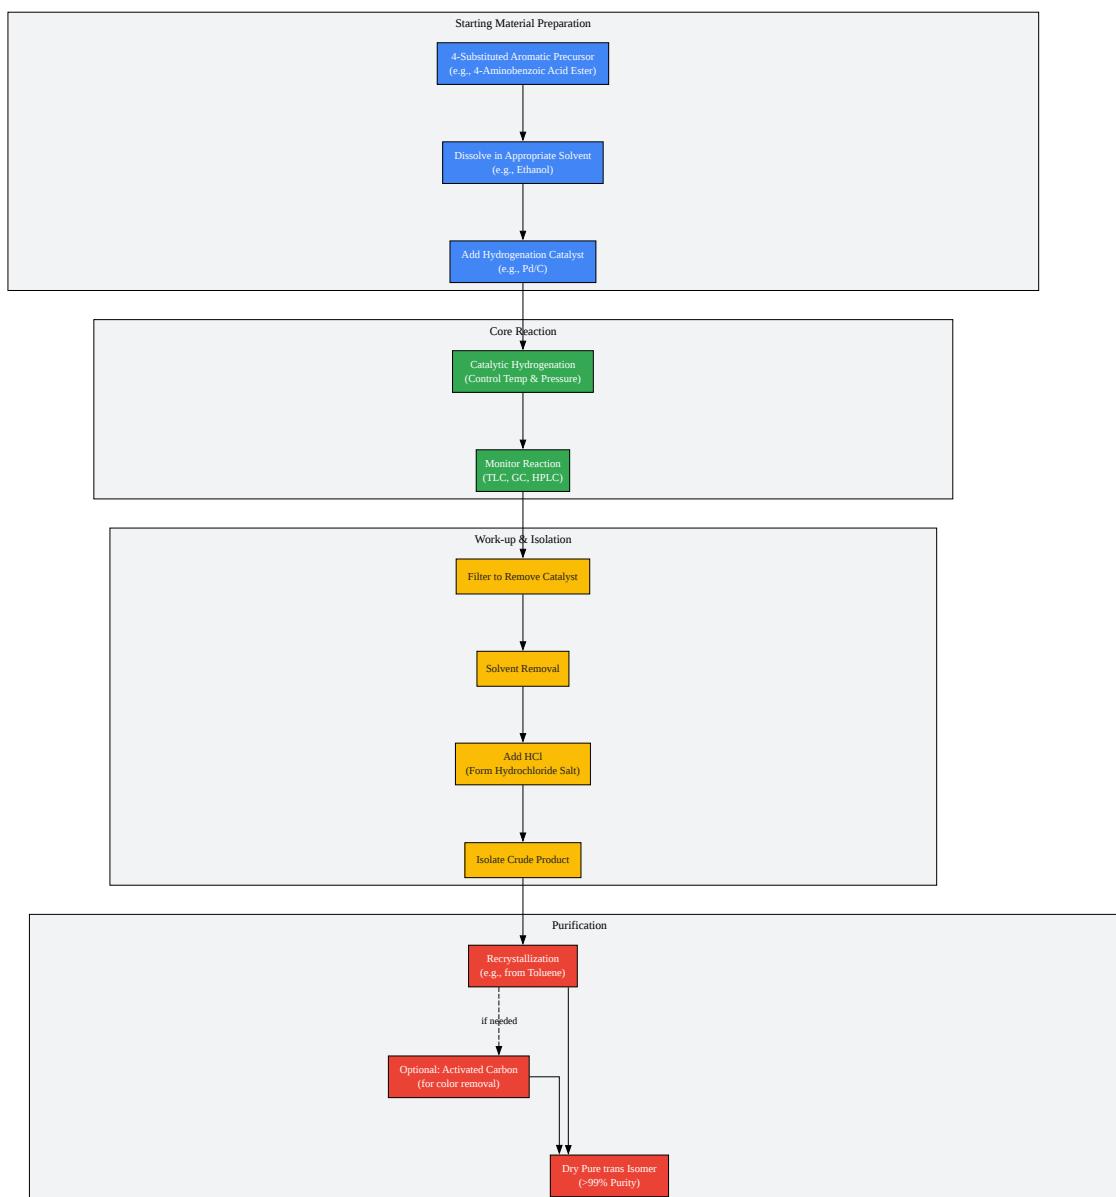 Starting Material Preparation
4-Substituted Aromatic Precursor
(e.g., 4-Aminobenzoic Acid Ester)
Dissolve in Appropriate Solvent
(e.g., Ethanol)
Add Hydrogenation Catalyst
(e.g., Pd/C)
Core Reaction
Catalytic Hydrogenation
(Control Temp & Pressure)
Monitor Reaction
(TLC, GC, HPLC)
Work-up & Isolation
Filter to Remove Catalyst
Solvent Removal
Add HCl
(Form Hydrochloride Salt)
Isolate Crude Product
Purification
Recrystallization
(e.g., from Toluene)
if needed
Optional: Activated Carbon
(for color removal)
Dry Pure trans Isomer
(>99% Purity)